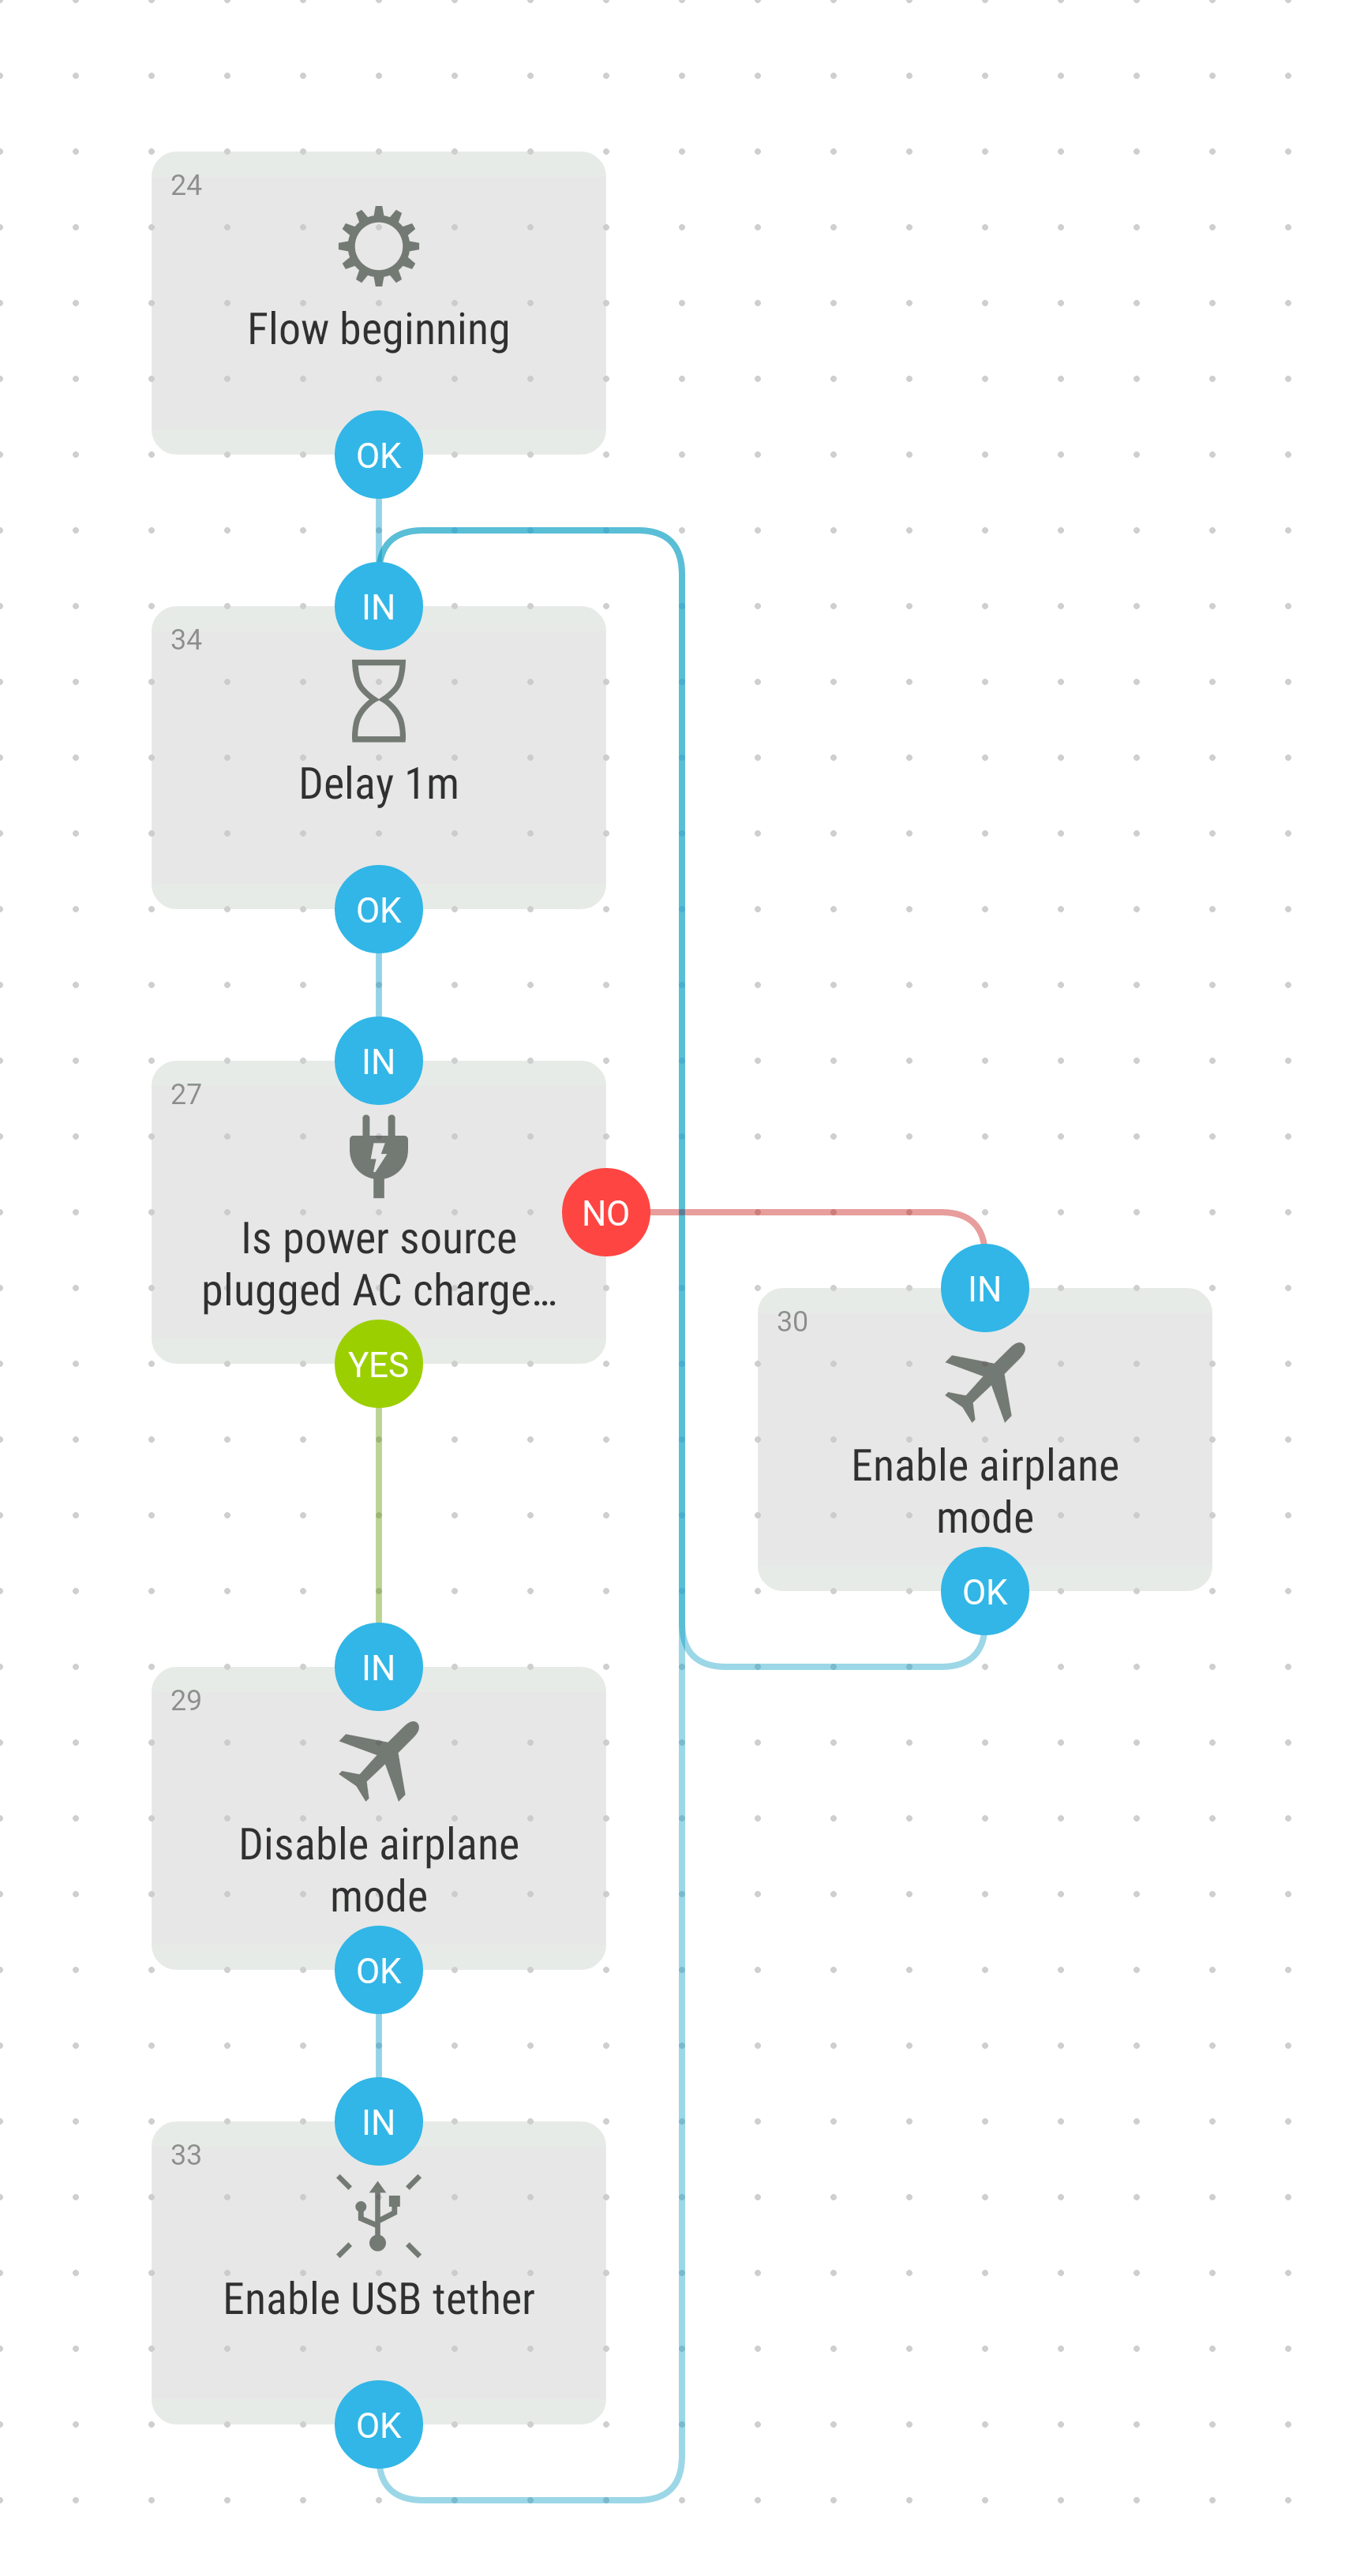 24
Flow beginning
OK
IN
34
Delay 1m
OK
IN
27
Is power source
plugged AC charge…
NO
YES
IN
30
Enable airplane
mode
OK
IN
29
Disable airplane
mode
OK
IN
33
Enable USB tether
OK